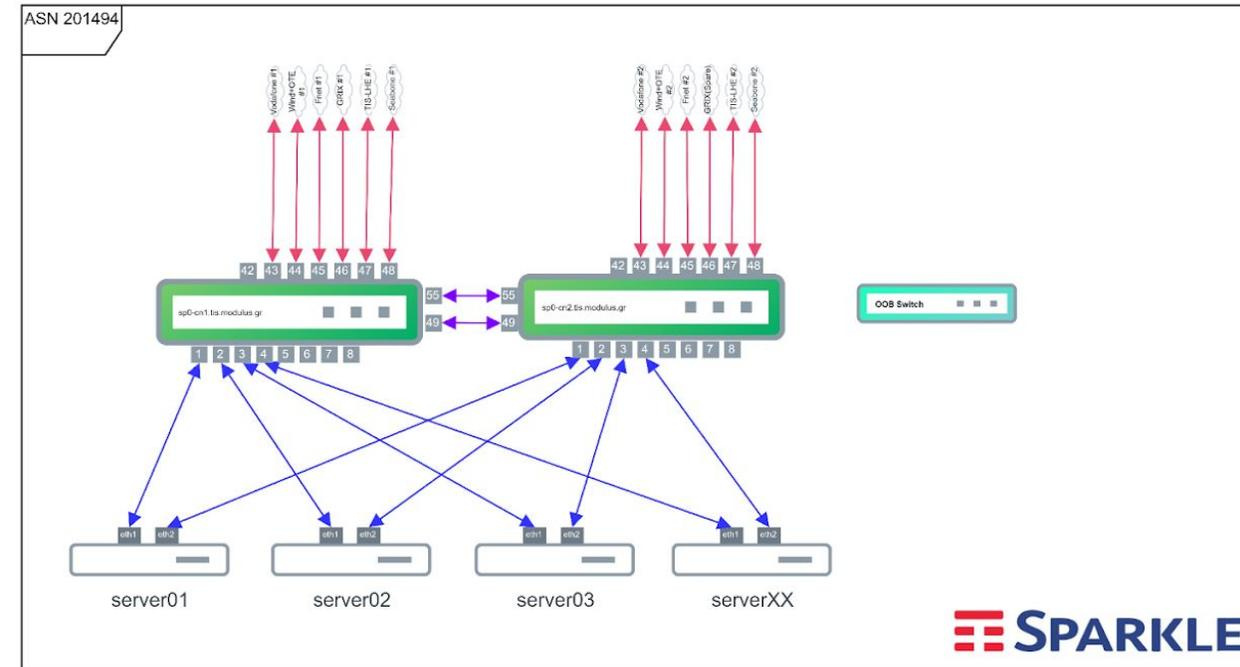 ASN 201494
Vodafone #1
Wind+OTE
#1
Fnet #1
GRIX #1
TIS-LHE #1
Seabone #1
Vodafone #2
Wind+OTE
#2
Fnet #2
GRIX(Spare)
TIS-LHE #2
Seabone #2
42 43 44 45 46 47 48
42 43 44 45 46 47 48
sp0-cn1.tis.modulus.gr
55
49
55
49
sp0-cn2.tis.modulus.gr
OOB Switch
1 2 3 4 5 6 7 8
1 2 3 4 5 6 7 8
eth1 eth2
eth1 eth2
eth1 eth2
eth1 eth2
server01
server02
server03
serverXX
SPARKLE